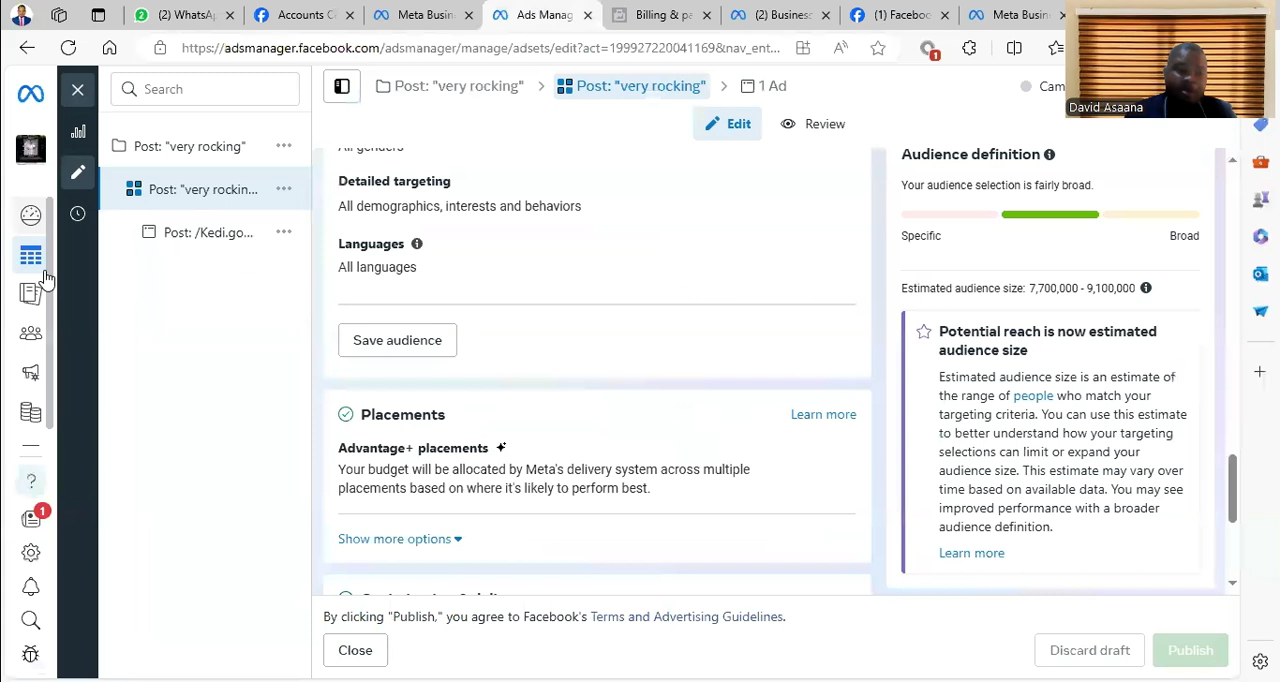 (2) WhatsA
Accounts C
Meta Busin
Ads Manag
Billing & pa
(2) Business
(1) Faceboo
Meta Busin
https://adsmanager.facebook.com/adsmanager/manage/adsets/edit?act=199927220041169&nav_ent...
1
David Asaana
Search
Post: "very rocking"
Post: "very rocking"
1 Ad
Cam
Edit
Review
Post: "very rocking"
Post: "very rockin...
Post: /Kedi.go...
All genders
Detailed targeting
All demographics, interests and behaviors
Languages
All languages
Save audience
Placements
Learn more
Advantage+ placements
Your budget will be allocated by Meta's delivery system across multiple
placements based on where it's likely to perform best.
Show more options
Audience definition
Your audience selection is fairly broad.
Specific
Broad
Estimated audience size: 7,700,000 - 9,100,000
Potential reach is now estimated
audience size
Estimated audience size is an estimate of
the range of people who match your
targeting criteria. You can use this estimate
to better understand how your targeting
selections can limit or expand your
audience size. This estimate may vary over
time based on available data. You may see
improved performance with a broader
audience definition.
Learn more
1
By clicking "Publish," you agree to Facebook's Terms and Advertising Guidelines.
Close
Discard draft
Publish